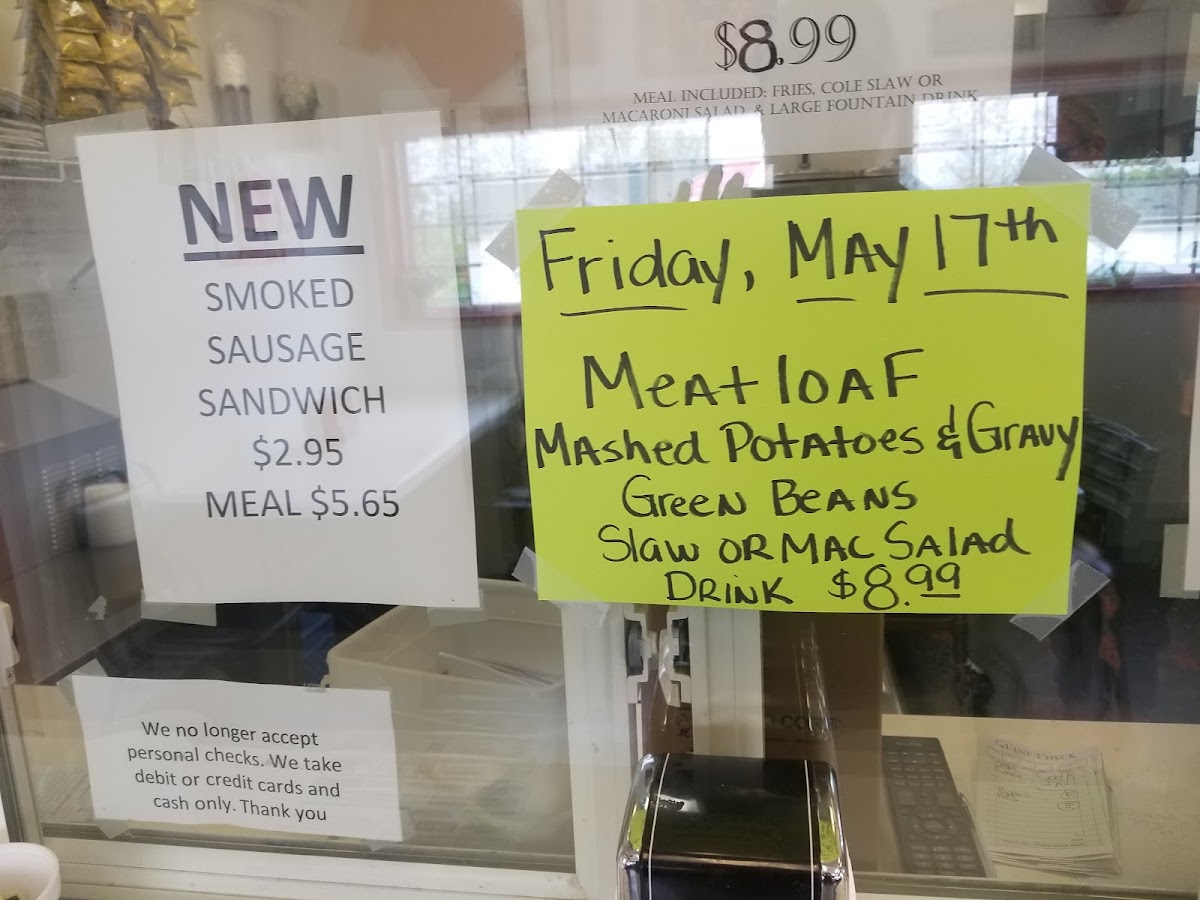 $8.99
MEAL INCLUDED: FRIES, COLE SLAW OR
MACARONI SALAD & LARGE FOUNTAIN DRINK
NEW
SMOKED
SAUSAGE
SANDWICH
$2.95
MEAL $5.65
Friday, May 17th
Meatloaf
Mashed Potatoes & Gravy
Green Beans
Slaw or Mac Salad
Drink $8.99
We no longer accept
personal checks. We take
debit or credit cards and
cash only. Thank you
GUEST CHECK